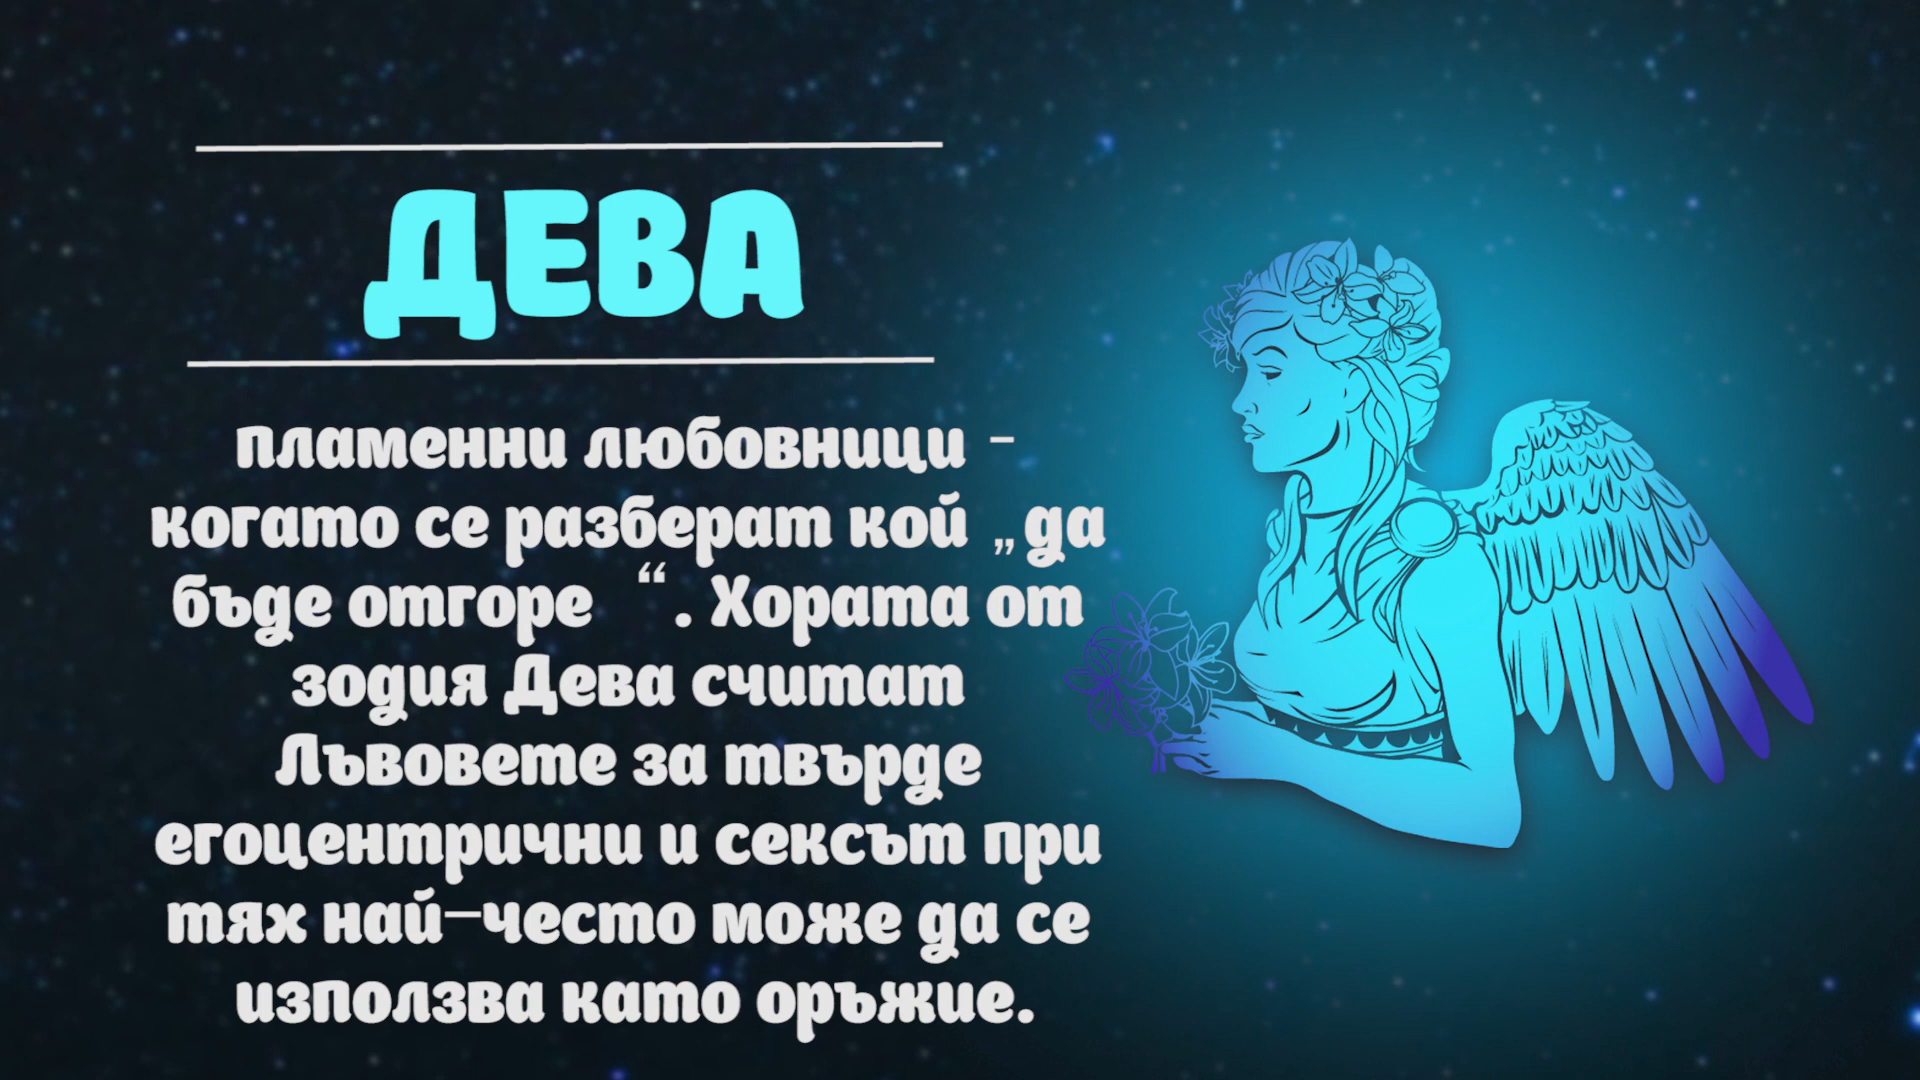 ДЕВА
пламенни любовници -
когато се разберат кой „да
бъде отгоре “. Хората от
зодия Дева считат
Лъвовете за твърде
егоцентрични и сексът при
тях най–често може да се
използва като оръжие.